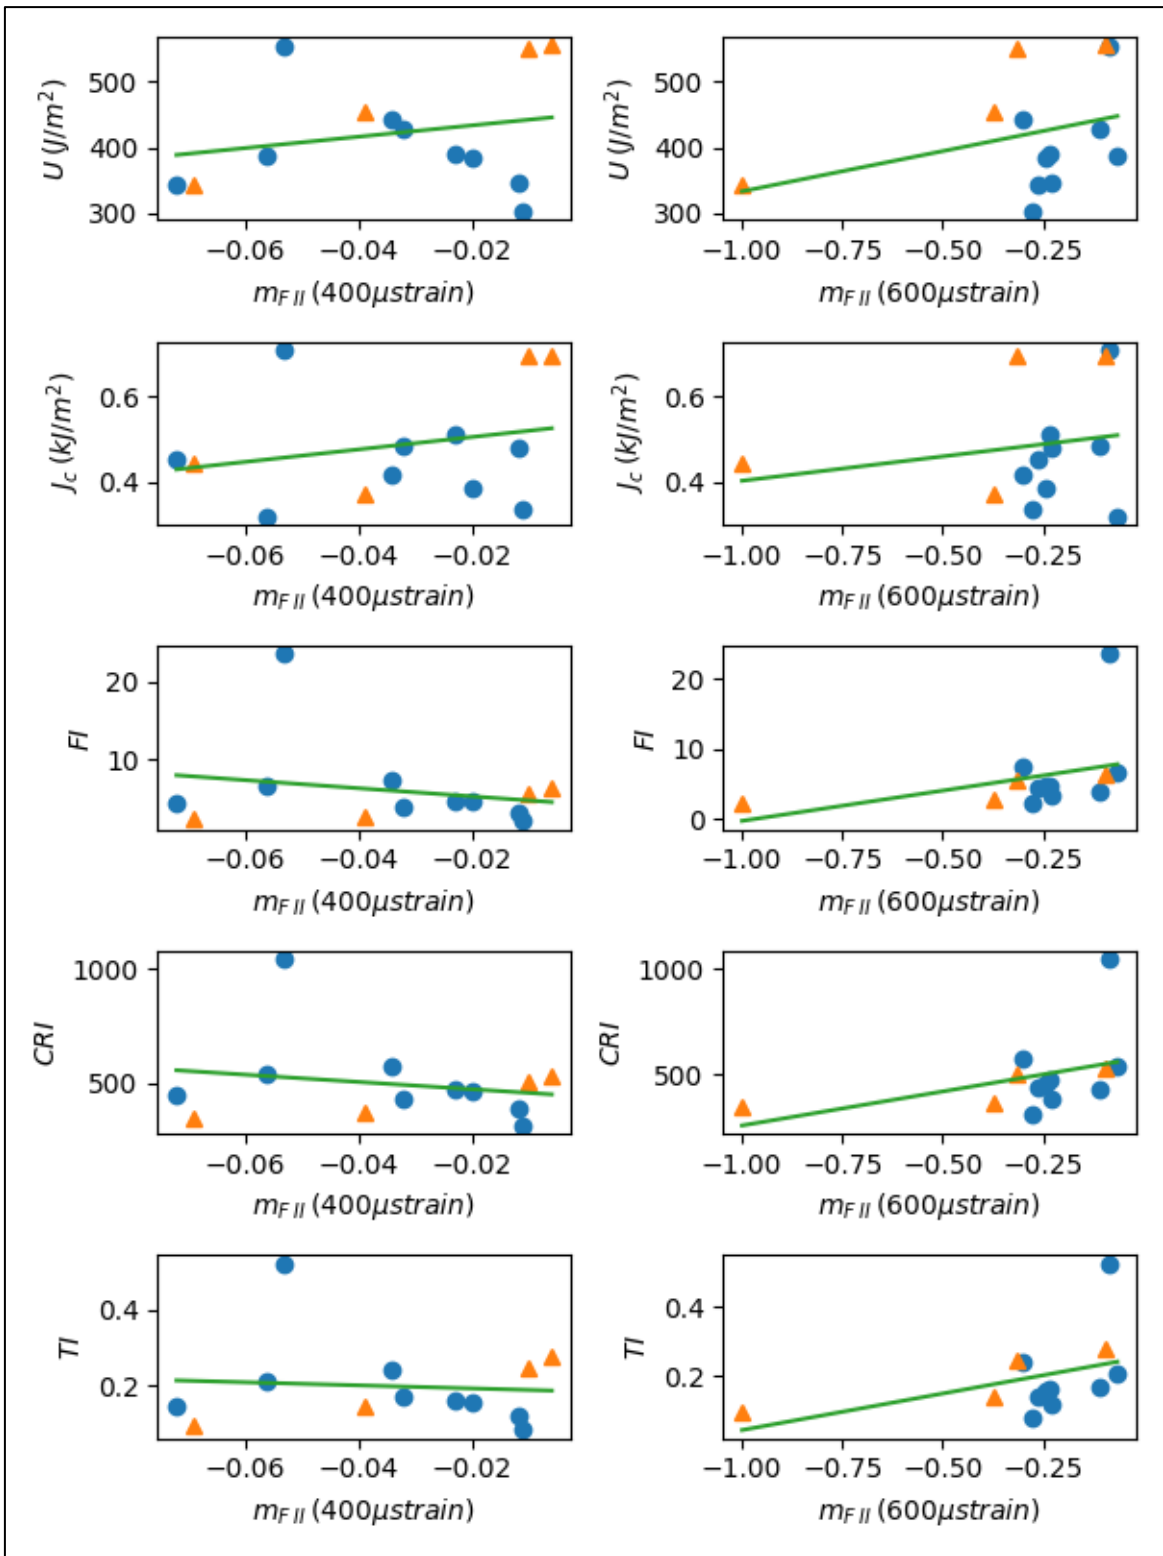 U (J/m²)
500
400
300
−0.06 −0.04 −0.02
m_F II (400μstrain)
U (J/m²)
500
400
300
−1.00 −0.75 −0.50 −0.25
m_F II (600μstrain)
J_c (kJ/m²)
0.6
0.4
−0.06 −0.04 −0.02
m_F II (400μstrain)
J_c (kJ/m²)
0.6
0.4
−1.00 −0.75 −0.50 −0.25
m_F II (600μstrain)
FI
20
10
−0.06 −0.04 −0.02
m_F II (400μstrain)
FI
20
10
0
−1.00 −0.75 −0.50 −0.25
m_F II (600μstrain)
CRI
1000
500
−0.06 −0.04 −0.02
m_F II (400μstrain)
CRI
1000
500
−1.00 −0.75 −0.50 −0.25
m_F II (600μstrain)
TI
0.4
0.2
−0.06 −0.04 −0.02
m_F II (400μstrain)
TI
0.4
0.2
−1.00 −0.75 −0.50 −0.25
m_F II (600μstrain)